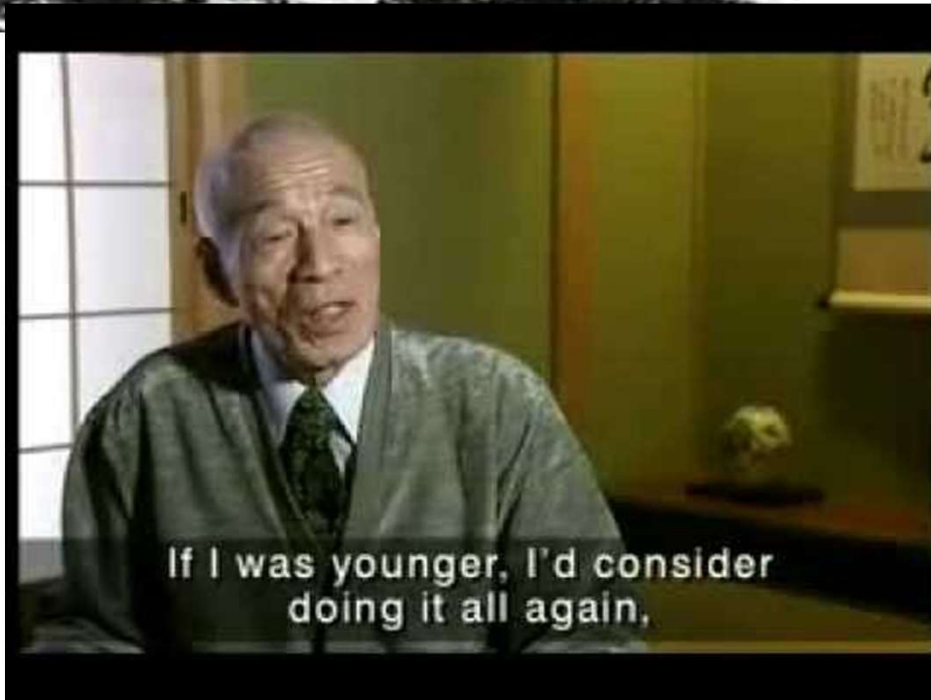 If I was younger, I'd consider
doing it all again,